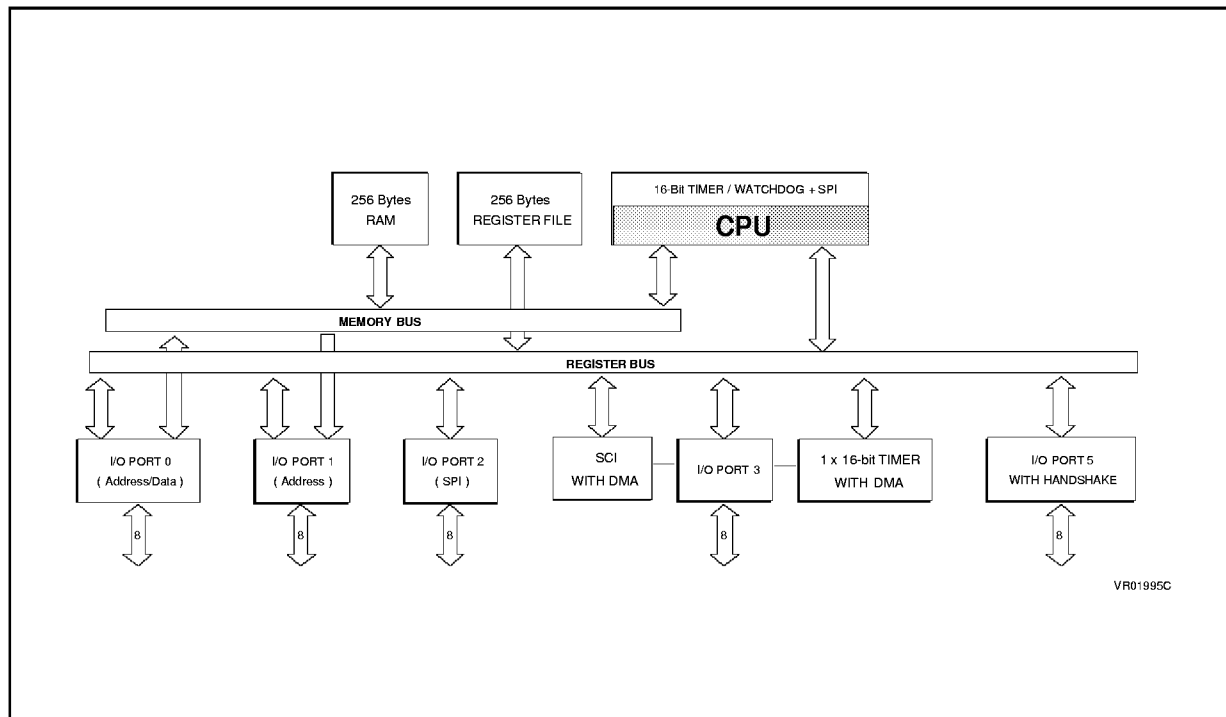 256 Bytes
RAM
256 Bytes
REGISTER FILE
16-Bit TIMER / WATCHDOG + SPI
CPU
MEMORY BUS
REGISTER BUS
I/O PORT 0
( Address/Data )
I/O PORT 1
( Address )
I/O PORT 2
( SPI )
SCI
WITH DMA
I/O PORT 3
1 x 16-bit TIMER
WITH DMA
I/O PORT 5
WITH HANDSHAKE
8
8
8
8
8
VR01995C